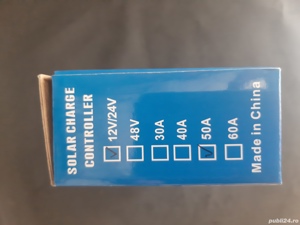 SOLAR CHARGE
CONTROLLER
12V/24V
48V
30A
40A
50A
60A
Made in China
publi24.ro